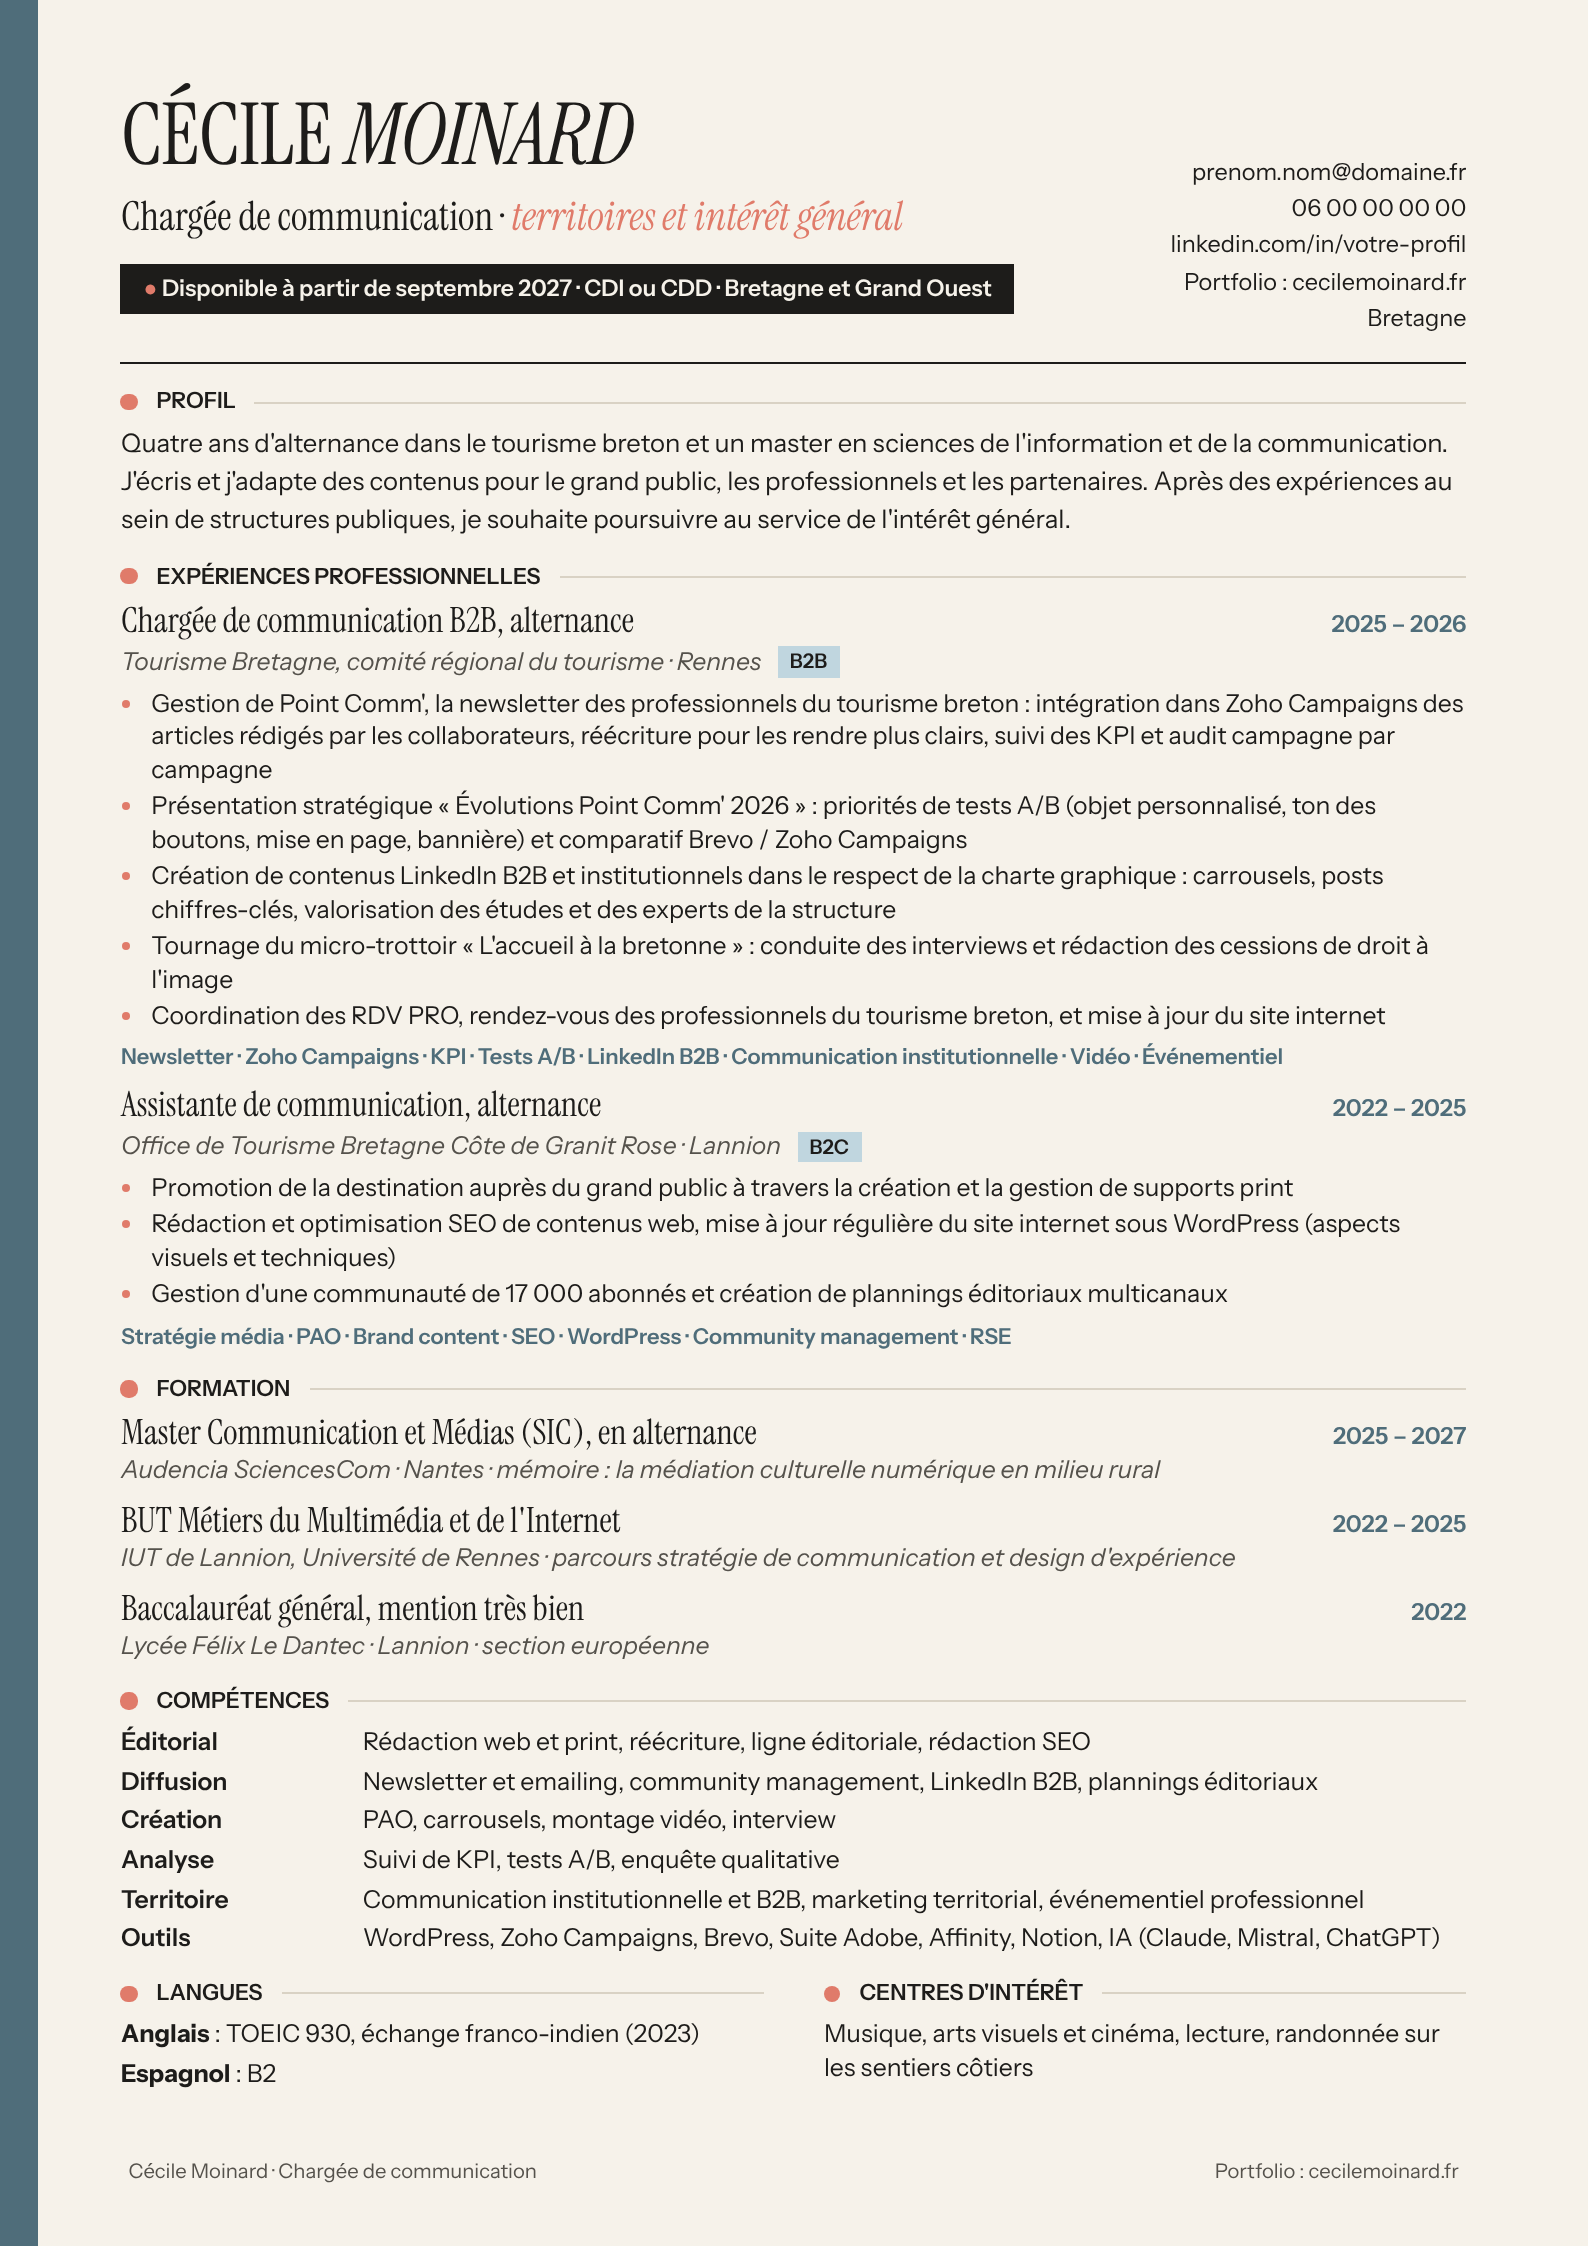 CÉCILE MOINARD
Chargée de communication · territoires et intérêt général
• Disponible à partir de septembre 2027 · CDI ou CDD · Bretagne et Grand Ouest
prenom.nom@domaine.fr
06 00 00 00 00
linkedin.com/in/votre-profil
Portfolio : cecilemoinard.fr
Bretagne
PROFIL
Quatre ans d'alternance dans le tourisme breton et un master en sciences de l'information et de la communication.
J'écris et j'adapte des contenus pour le grand public, les professionnels et les partenaires. Après des expériences au
sein de structures publiques, je souhaite poursuivre au service de l'intérêt général.
EXPÉRIENCES PROFESSIONNELLES
Chargée de communication B2B, alternance 2025 – 2026
Tourisme Bretagne, comité régional du tourisme · Rennes B2B
• Gestion de Point Comm', la newsletter des professionnels du tourisme breton : intégration dans Zoho Campaigns des
articles rédigés par les collaborateurs, réécriture pour les rendre plus clairs, suivi des KPI et audit campagne par
campagne
• Présentation stratégique « Évolutions Point Comm' 2026 » : priorités de tests A/B (objet personnalisé, ton des
boutons, mise en page, bannière) et comparatif Brevo / Zoho Campaigns
• Création de contenus LinkedIn B2B et institutionnels dans le respect de la charte graphique : carrousels, posts
chiffres-clés, valorisation des études et des experts de la structure
• Tournage du micro-trottoir « L'accueil à la bretonne » : conduite des interviews et rédaction des cessions de droit à
l'image
• Coordination des RDV PRO, rendez-vous des professionnels du tourisme breton, et mise à jour du site internet
Newsletter · Zoho Campaigns · KPI · Tests A/B · LinkedIn B2B · Communication institutionnelle · Vidéo · Événementiel
Assistante de communication, alternance 2022 – 2025
Office de Tourisme Bretagne Côte de Granit Rose · Lannion B2C
• Promotion de la destination auprès du grand public à travers la création et la gestion de supports print
• Rédaction et optimisation SEO de contenus web, mise à jour régulière du site internet sous WordPress (aspects
visuels et techniques)
• Gestion d'une communauté de 17 000 abonnés et création de plannings éditoriaux multicanaux
Stratégie média · PAO · Brand content · SEO · WordPress · Community management · RSE
FORMATION
Master Communication et Médias (SIC), en alternance 2025 – 2027
Audencia SciencesCom · Nantes · mémoire : la médiation culturelle numérique en milieu rural
BUT Métiers du Multimédia et de l'Internet 2022 – 2025
IUT de Lannion, Université de Rennes · parcours stratégie de communication et design d'expérience
Baccalauréat général, mention très bien 2022
Lycée Félix Le Dantec · Lannion · section européenne
COMPÉTENCES
Éditorial Rédaction web et print, réécriture, ligne éditoriale, rédaction SEO
Diffusion Newsletter et emailing, community management, LinkedIn B2B, plannings éditoriaux
Création PAO, carrousels, montage vidéo, interview
Analyse Suivi de KPI, tests A/B, enquête qualitative
Territoire Communication institutionnelle et B2B, marketing territorial, événementiel professionnel
Outils WordPress, Zoho Campaigns, Brevo, Suite Adobe, Affinity, Notion, IA (Claude, Mistral, ChatGPT)
LANGUES
Anglais : TOEIC 930, échange franco-indien (2023)
Espagnol : B2
CENTRES D'INTÉRÊT
Musique, arts visuels et cinéma, lecture, randonnée sur
les sentiers côtiers
Cécile Moinard · Chargée de communication Portfolio : cecilemoinard.fr